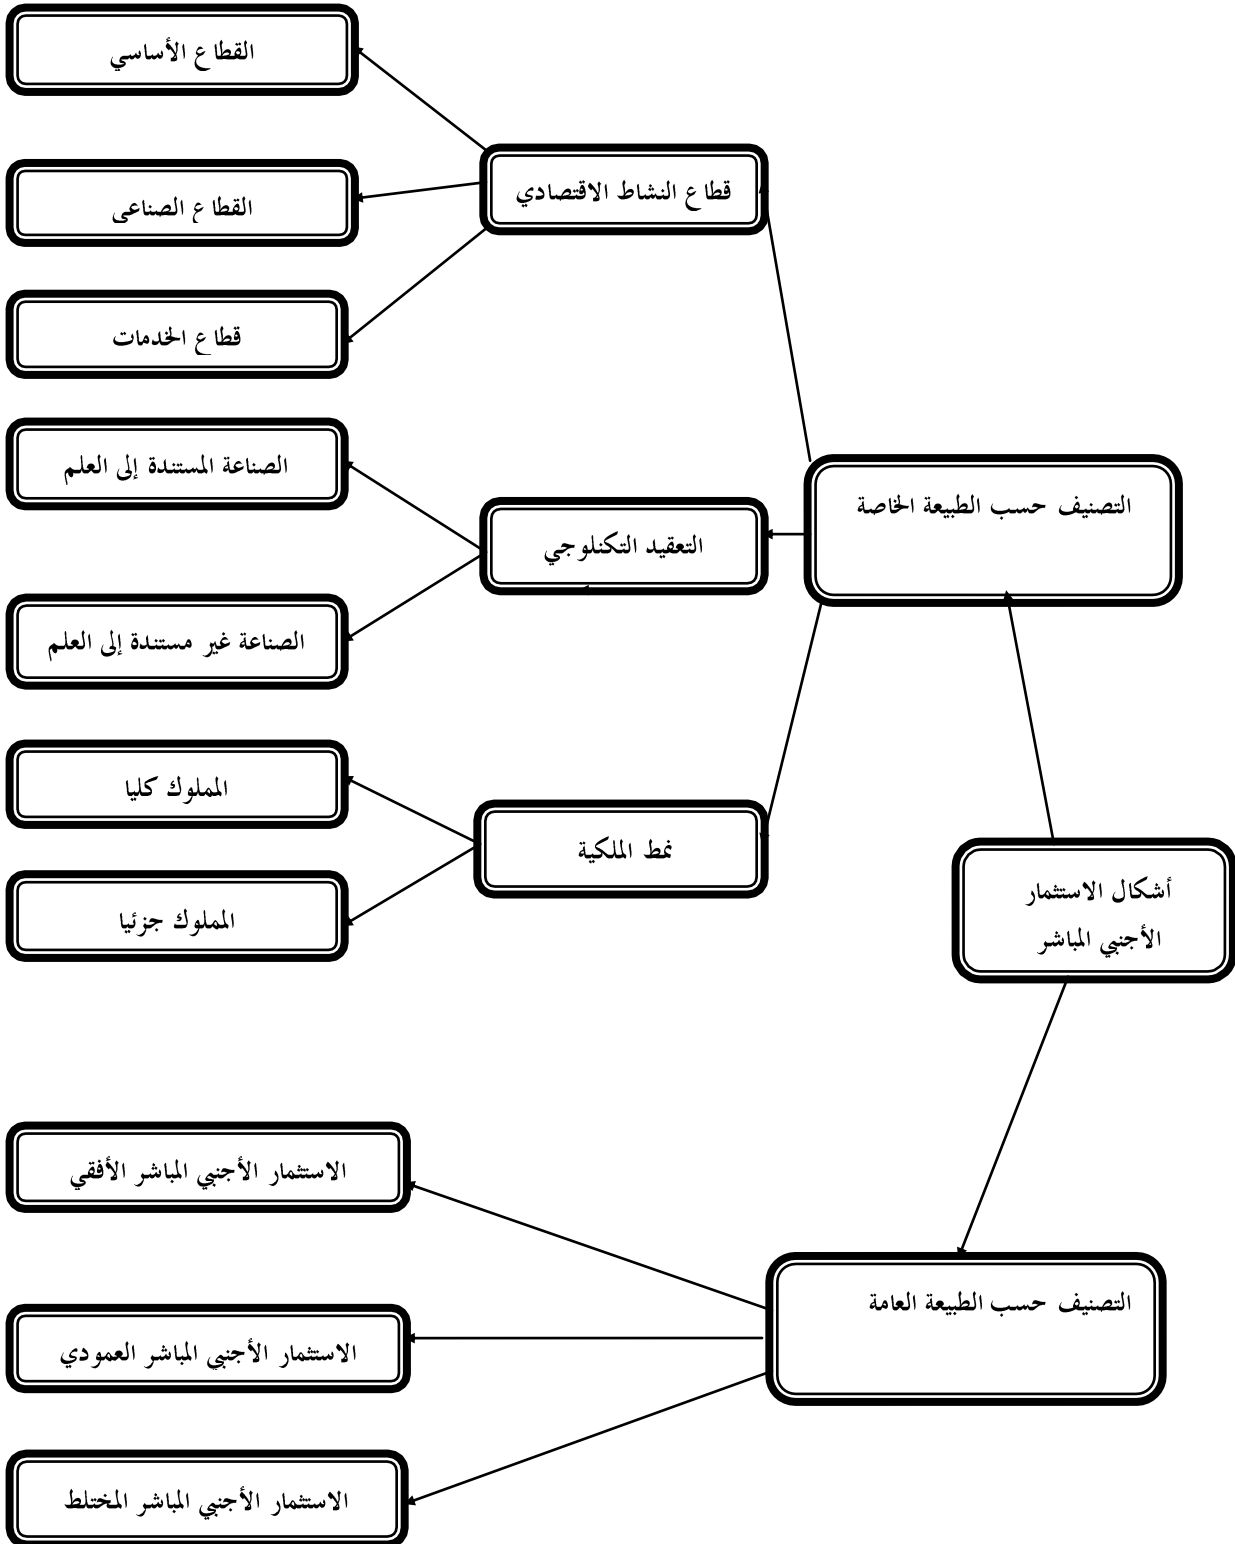 القطاع الأساسي
قطاع النشاط الاقتصادي
القطاع الصناعي
قطاع الخدمات
الصناعة المستندة إلى العلم
التصنيف حسب الطبيعة الخاصة
التعقيد التكنلوجي
الصناعة غير مستندة إلى العلم
المملوك كليا
نمط الملكية
أشكال الاستثمار
الأجنبي المباشر
المملوك جزئيا
الاستثمار الأجنبي المباشر الأفقي
التصنيف حسب الطبيعة العامة
الاستثمار الأجنبي المباشر العمودي
الاستثمار الأجنبي المباشر المختلط